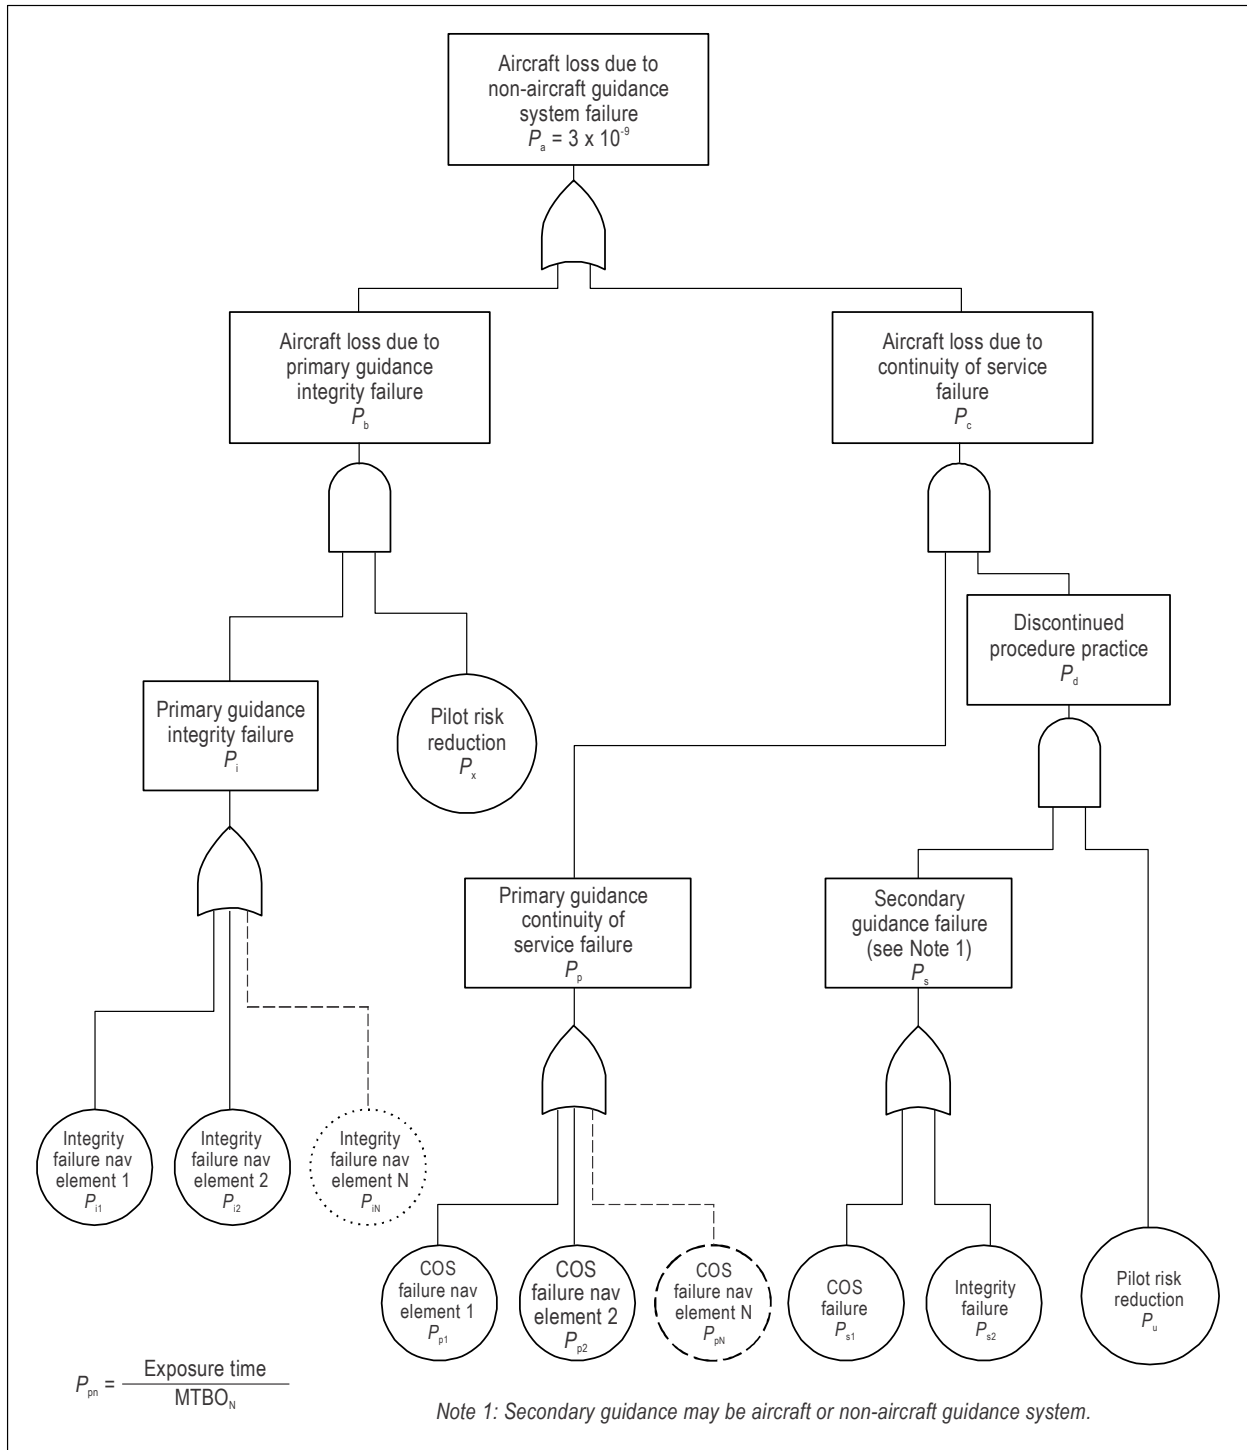 Aircraft loss due to
non-aircraft guidance
system failure
Pa = 3 x 10-9
Aircraft loss due to
primary guidance
integrity failure
Pb
Aircraft loss due to
continuity of service
failure
Pc
Discontinued
procedure practice
Pd
Primary guidance
integrity failure
Pi
Pilot risk
reduction
Px
Primary guidance
continuity of
service failure
Pp
Secondary
guidance failure
(see Note 1)
Ps
Integrity
failure nav
element 1
Pi1
Integrity
failure nav
element 2
Pi2
Integrity
failure nav
element N
PiN
COS
failure nav
element 1
Pp1
COS
failure nav
element 2
Pp2
COS
failure nav
element N
PpN
COS
failure
Ps1
Integrity
failure
Ps2
Pilot risk
reduction
Pu
Ppn = Exposure time
MTBON
Note 1: Secondary guidance may be aircraft or non-aircraft guidance system.